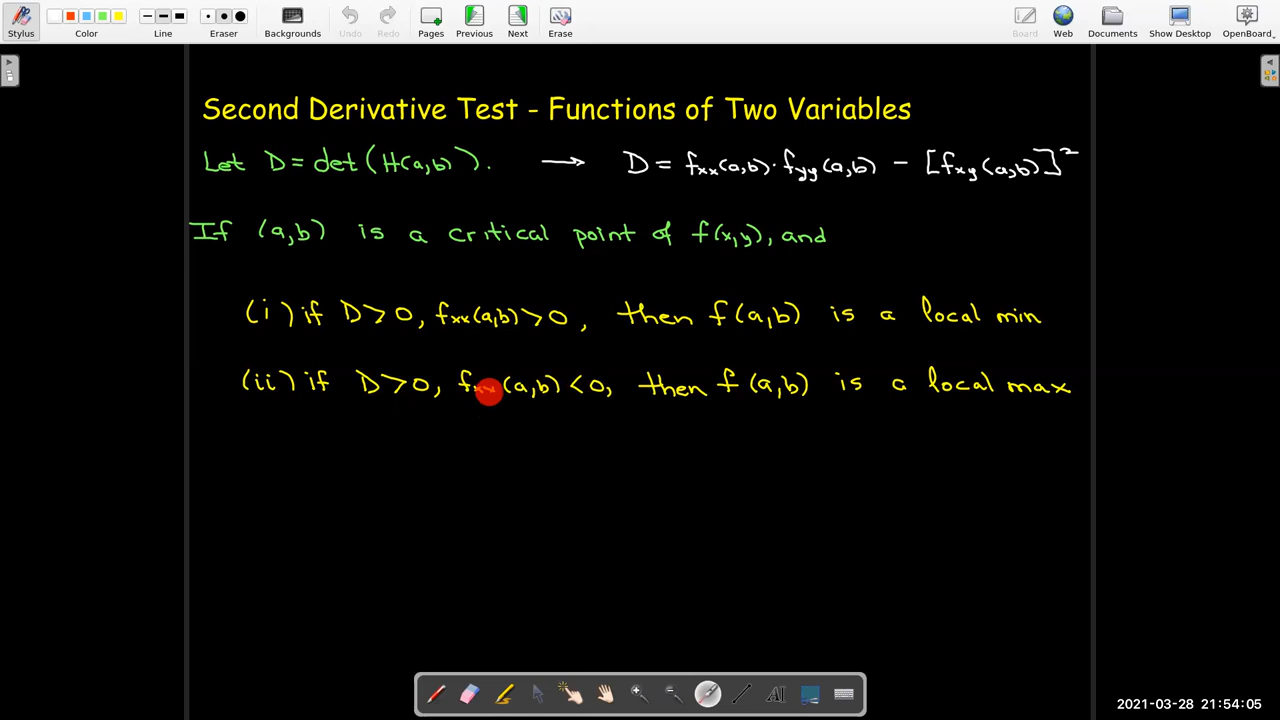 Stylus Color Line Eraser Backgrounds Undo Redo Pages Previous Next Erase Board Web Documents Show Desktop OpenBoard
Second Derivative Test - Functions of Two Variables
Let D = det(H(a,b)). → D = fxx(a,b)·fyy(a,b) − [fxy(a,b)]²
If (a,b) is a critical point of f(x,y), and
(i) if D>0, fxx(a,b)>0, then f(a,b) is a local min
(ii) if D>0, fxx(a,b)<0, then f(a,b) is a local max
AI
2021-03-28 21:54:05